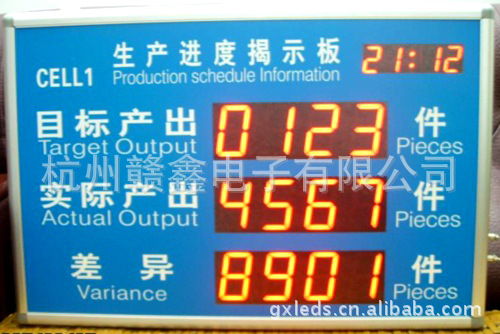 生产进度揭示板
21:12
CELL1
Production schedule Information
目标产出 0123 件
Target Output Pieces
杭州赣鑫电子有限公司
实际产出 4567 件
Actual Output Pieces
差异 8901 件
Variance Pieces
gxleds.cn.alibaba.com